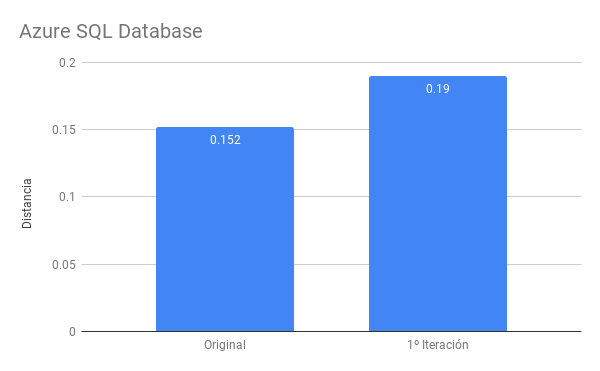 Azure SQL Database
0.2
0.15
0.1
0.05
0
Distancia
0.152
0.19
Original
1º Iteración